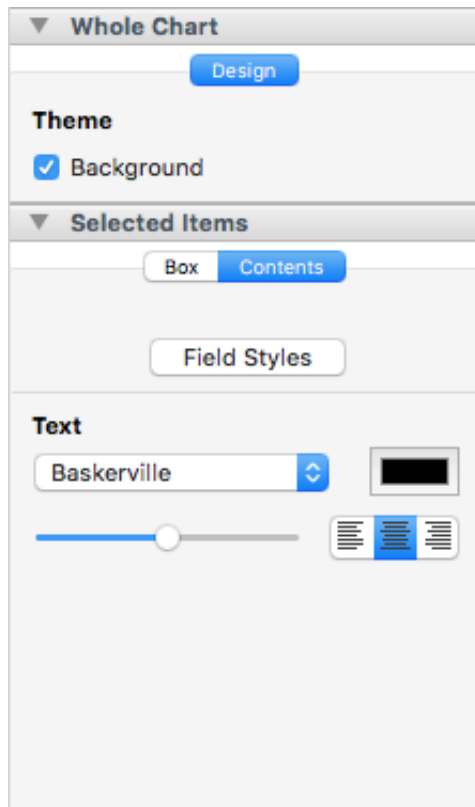 Whole Chart
Design
Theme
Background
Selected Items
Box Contents
Field Styles
Text
Baskerville